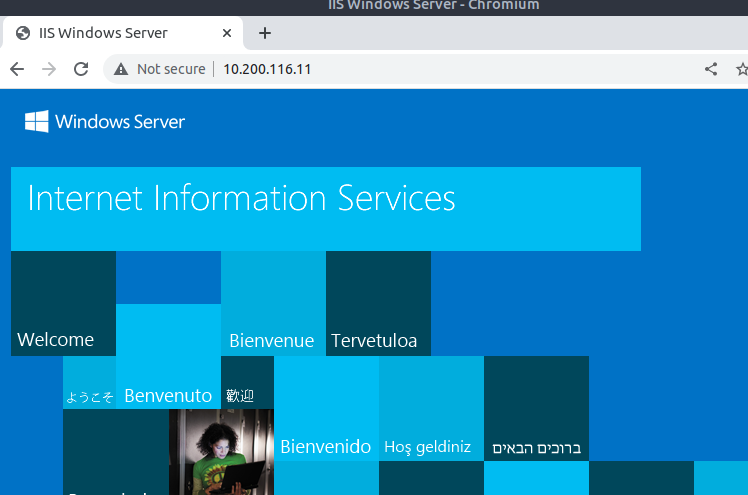 IIS Windows Server - Chromium
IIS Windows Server
Not secure
10.200.116.11
Windows Server
Internet Information Services
Welcome
Bienvenue
Tervetuloa
ようこそ
Benvenuto
歡迎
Bienvenido
Hoş geldiniz
ברוכים הבאים